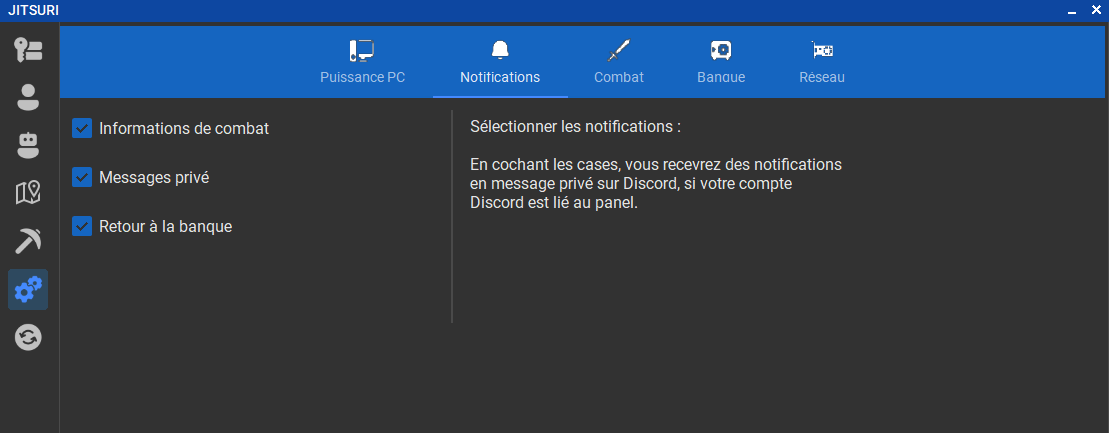 JITSURI
Puissance PC
Notifications
Combat
Banque
Réseau
Informations de combat
Messages privé
Retour à la banque
Sélectionner les notifications :
En cochant les cases, vous recevrez des notifications
en message privé sur Discord, si votre compte
Discord est lié au panel.